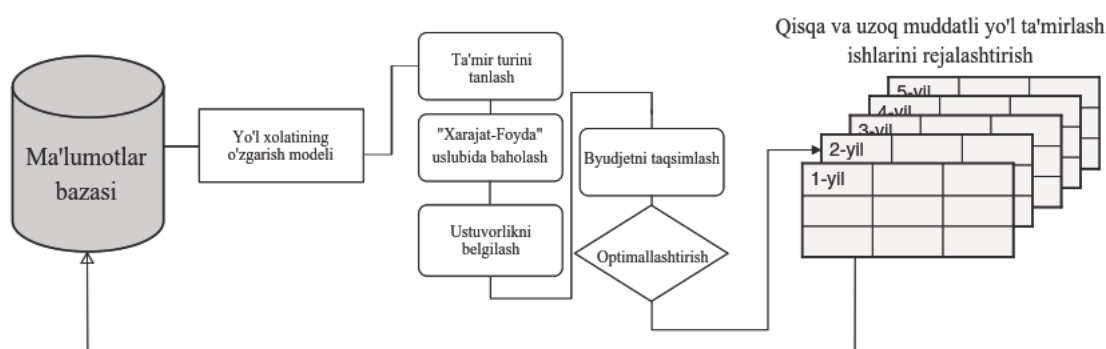 Ma'lumotlar
bazasi
Yo'l xolatining
o'zgarish modeli
Ta'mir turini
tanlash
"Xarajat-Foyda"
uslubida baholash
Ustuvorlikni
belgilash
Byudjetni taqsimlash
Optimallashtirish
Qisqa va uzoq muddatli yo'l ta'mirlash
ishlarini rejalashtirish
5-yil
4-yil
3-yil
2-yil
1-yil